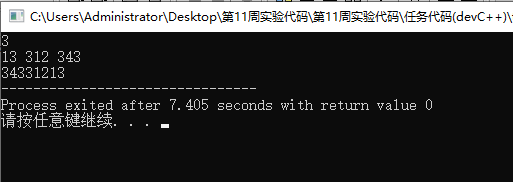 C:\Users\Administrator\Desktop\第11周实验代码\第11周实验代码\任务代码(devC++)\
3
13 312 343
34331213
--------------------------------
Process exited after 7.405 seconds with return value 0
请按任意键继续. . .